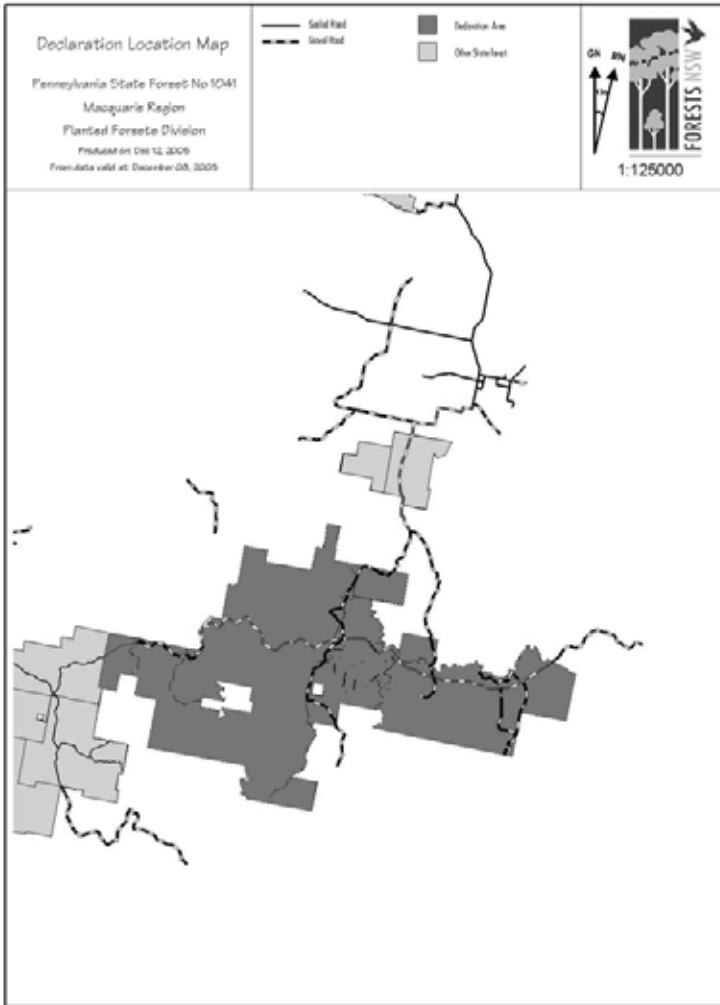 Declaration Location Map
Pennsylvania State Forest No 1041
Macquarie Region
Planted Forests Division
Produced on: Dec 12, 2005
From data valid at: December 08, 2005
Sealed Road
Gravel Road
Declaration Area
Other State Forest
GN
MN
FORESTS NSW
1:125000